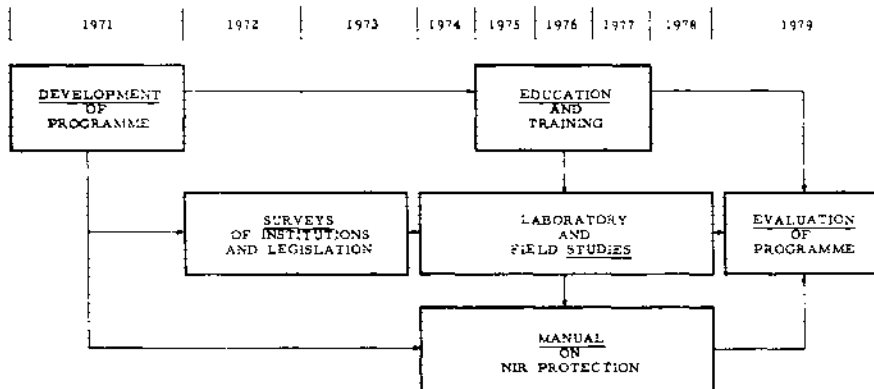 1971 1972 1973 1974 1975 1976 1977 1978 1979
DEVELOPMENT
OF
PROGRAMME
EDUCATION
AND
TRAINING
SURVEYS
OF INSTITUTIONS
AND LEGISLATION
LABORATORY
AND
FIELD STUDIES
EVALUATION
OF
PROGRAMME
MANUAL
ON
NIR PROTECTION